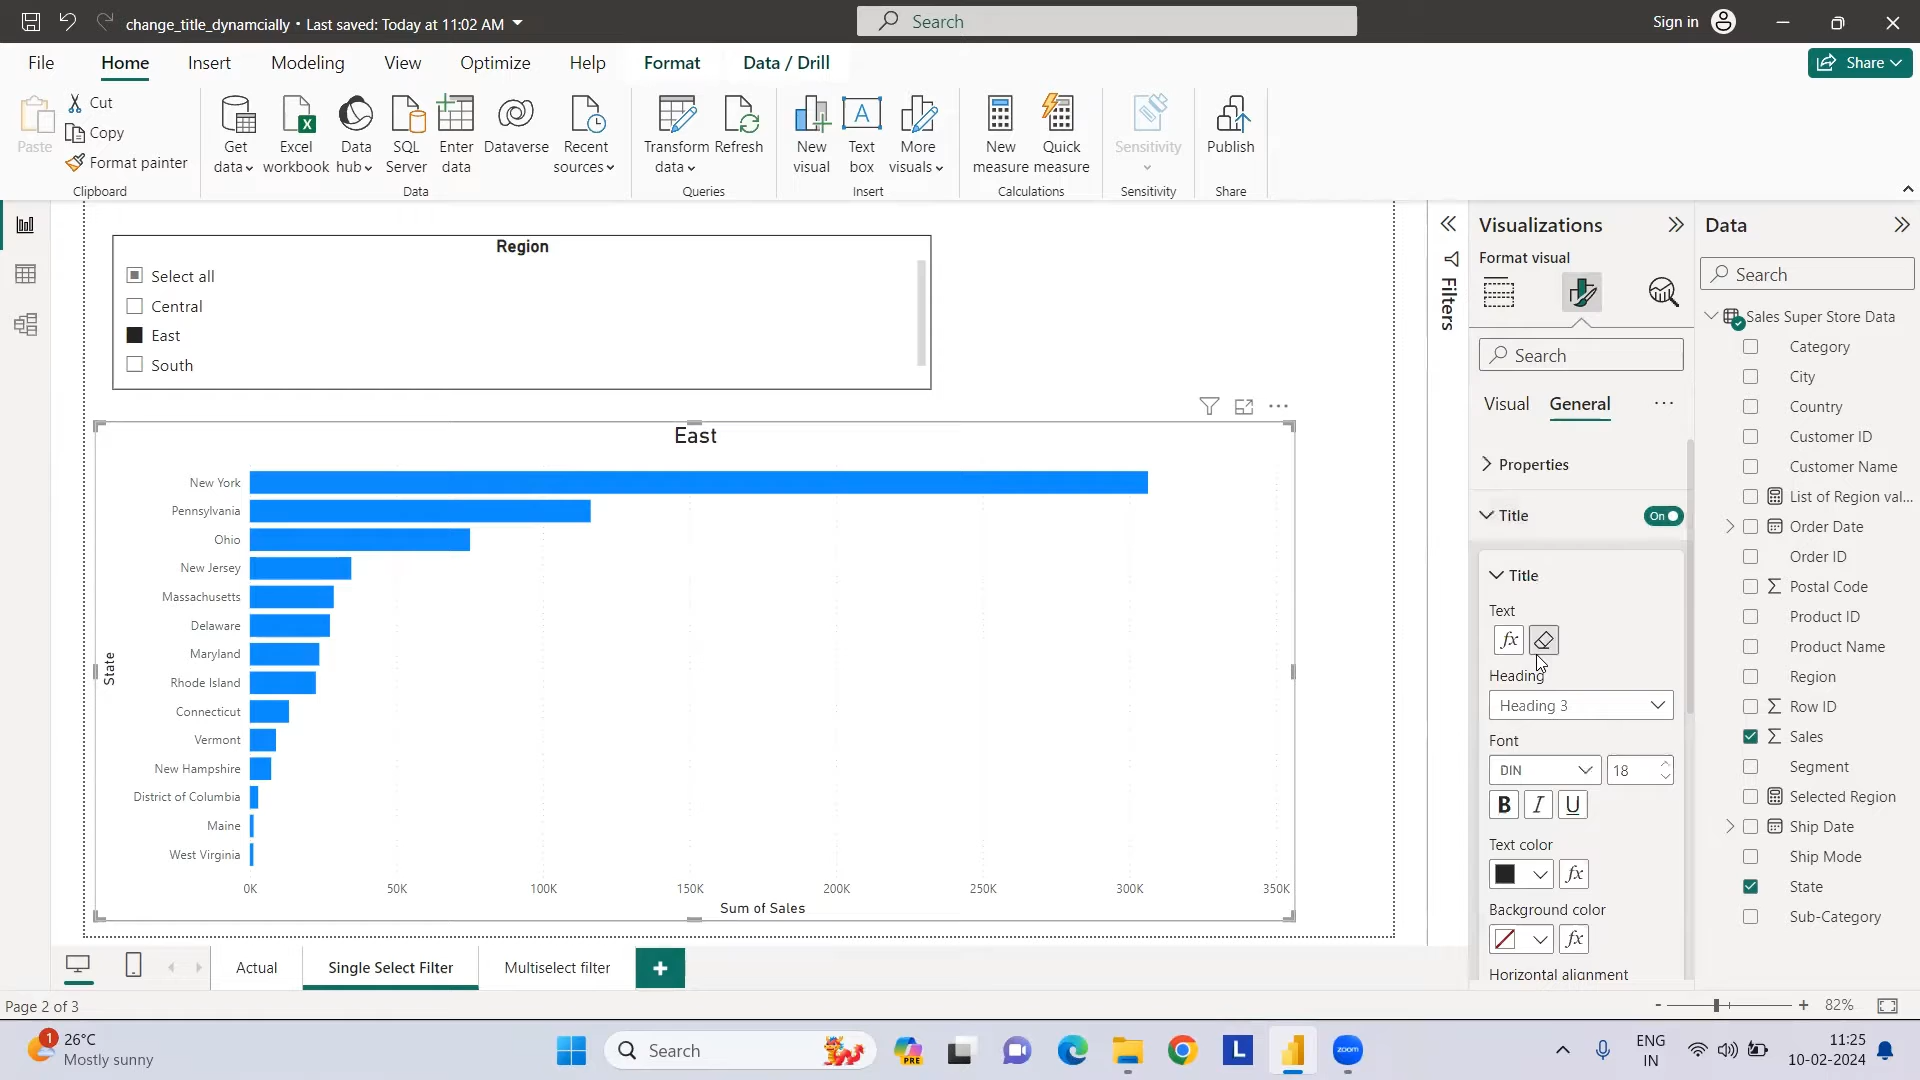 change_title_dynamcially • Last saved: Today at 11:02 AM
Search
Sign in
File
Home
Insert
Modeling
View
Optimize
Help
Format
Data / Drill
Share
Paste
Cut
Copy
Format painter
Clipboard
Get data
Excel workbook
Data hub
SQL Server
Enter data
Dataverse
Recent sources
Data
Transform data
Refresh
Queries
New visual
A
Text box
More visuals
Insert
New measure
Quick measure
Calculations
Sensitivity
Sensitivity
Publish
Share
Region
Select all
Central
East
South
East
New York
Pennsylvania
Ohio
New Jersey
Massachusetts
Delaware
Maryland
Rhode Island
Connecticut
Vermont
New Hampshire
District of Columbia
Maine
West Virginia
State
0K 50K 100K 150K 200K 250K 300K 350K
Sum of Sales
Filters
Visualizations
Format visual
Search
Visual
General
Properties
Title
On
Title
Text
fx
Heading
Heading 3
Font
DIN
18
B I U
Text color
fx
Background color
fx
Horizontal alignment
Data
Search
Sales Super Store Data
Category
City
Country
Customer ID
Customer Name
List of Region val...
Order Date
Order ID
Postal Code
Product ID
Product Name
Region
Row ID
Sales
Segment
Selected Region
Ship Date
Ship Mode
State
Sub-Category
Actual
Single Select Filter
Multiselect filter
Page 2 of 3
- + 82%
1
26°C
Mostly sunny
Search
PRE
L
zoom
ENG
IN
11:25
10-02-2024